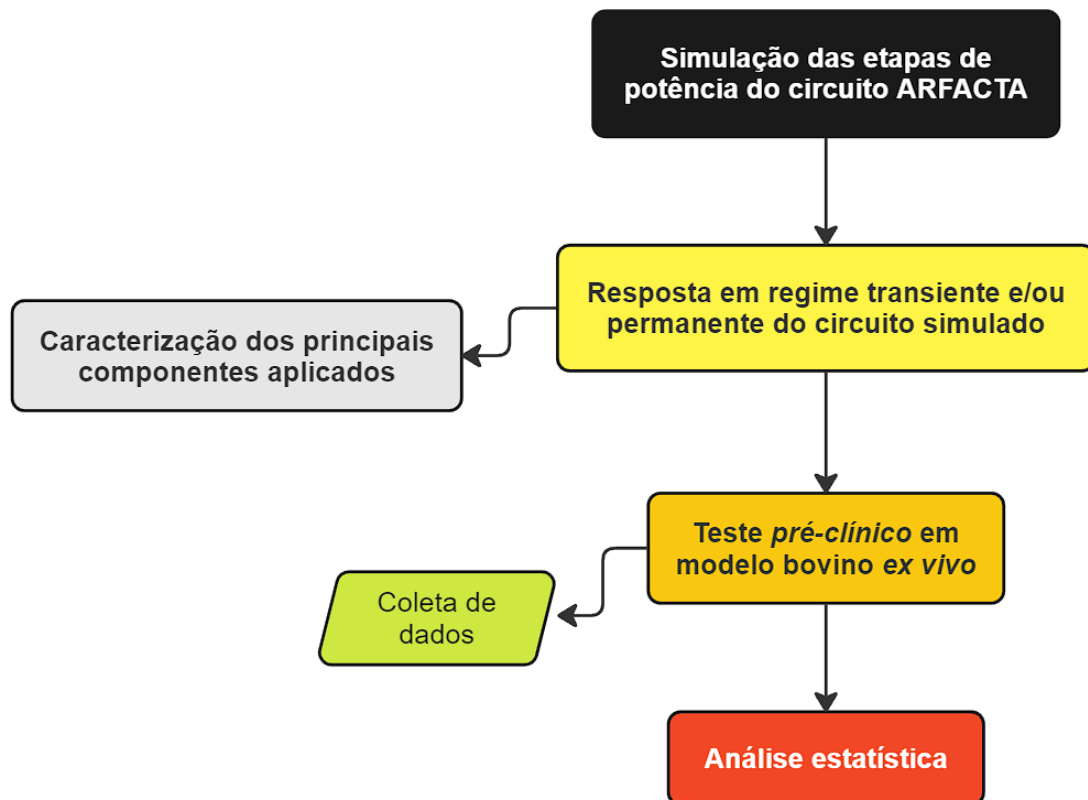 Simulação das etapas de
potência do circuito ARFACTA
Resposta em regime transiente e/ou
permanente do circuito simulado
Caracterização dos principais
componentes aplicados
Teste pré-clínico em
modelo bovino ex vivo
Coleta de
dados
Análise estatística